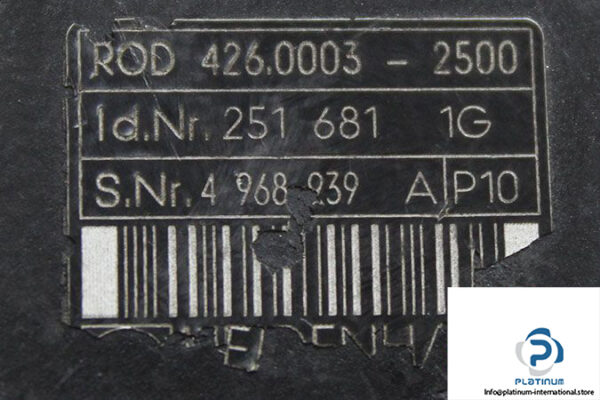 ROD 426.0003 - 2500
Id.Nr. 251 681 1G
S.Nr. 4 968 939 A P10
PLATINUM
Info@platinum-international.store